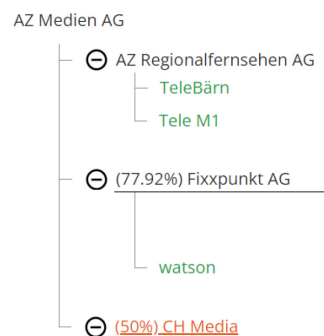 AZ Medien AG
AZ Regionalfernsehen AG
TeleBärn
Tele M1
(77.92%) Fixxpunkt AG
watson
(50%) CH Media